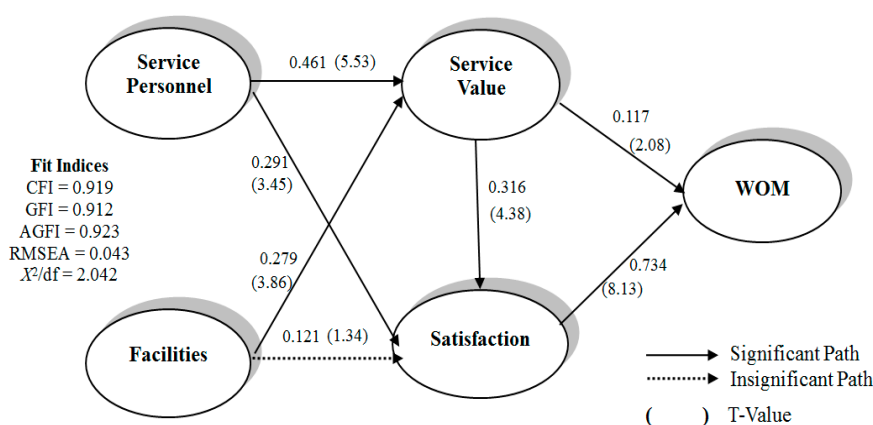 Service
Personnel
0.461 (5.53)
Service
Value
0.117
(2.08)
0.291
(3.45)
Fit Indices
CFI = 0.919
GFI = 0.912
AGFI = 0.923
RMSEA = 0.043
X²/df = 2.042
0.316
(4.38)
WOM
0.279
(3.86)
0.734
(8.13)
0.121 (1.34)
Facilities
Satisfaction
Significant Path
Insignificant Path
( ) T-Value